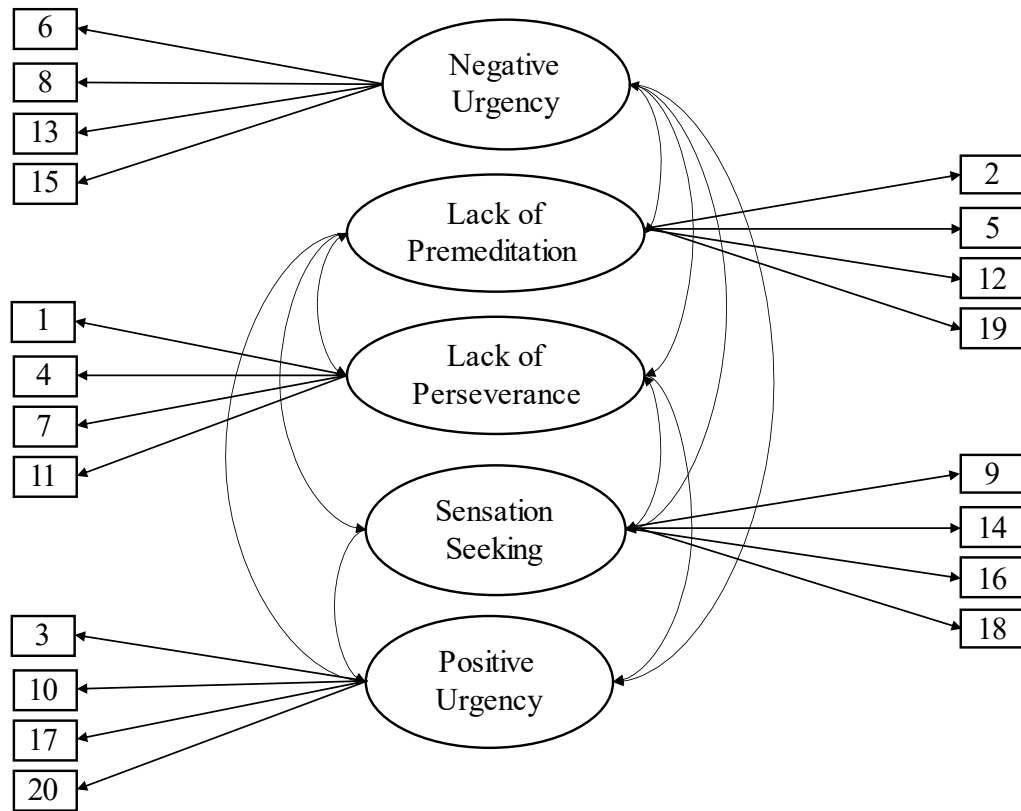 6
8
13
15
Negative
Urgency
2
5
12
19
Lack of
Premeditation
1
4
7
11
Lack of
Perseverance
9
14
16
18
Sensation
Seeking
3
10
17
20
Positive
Urgency